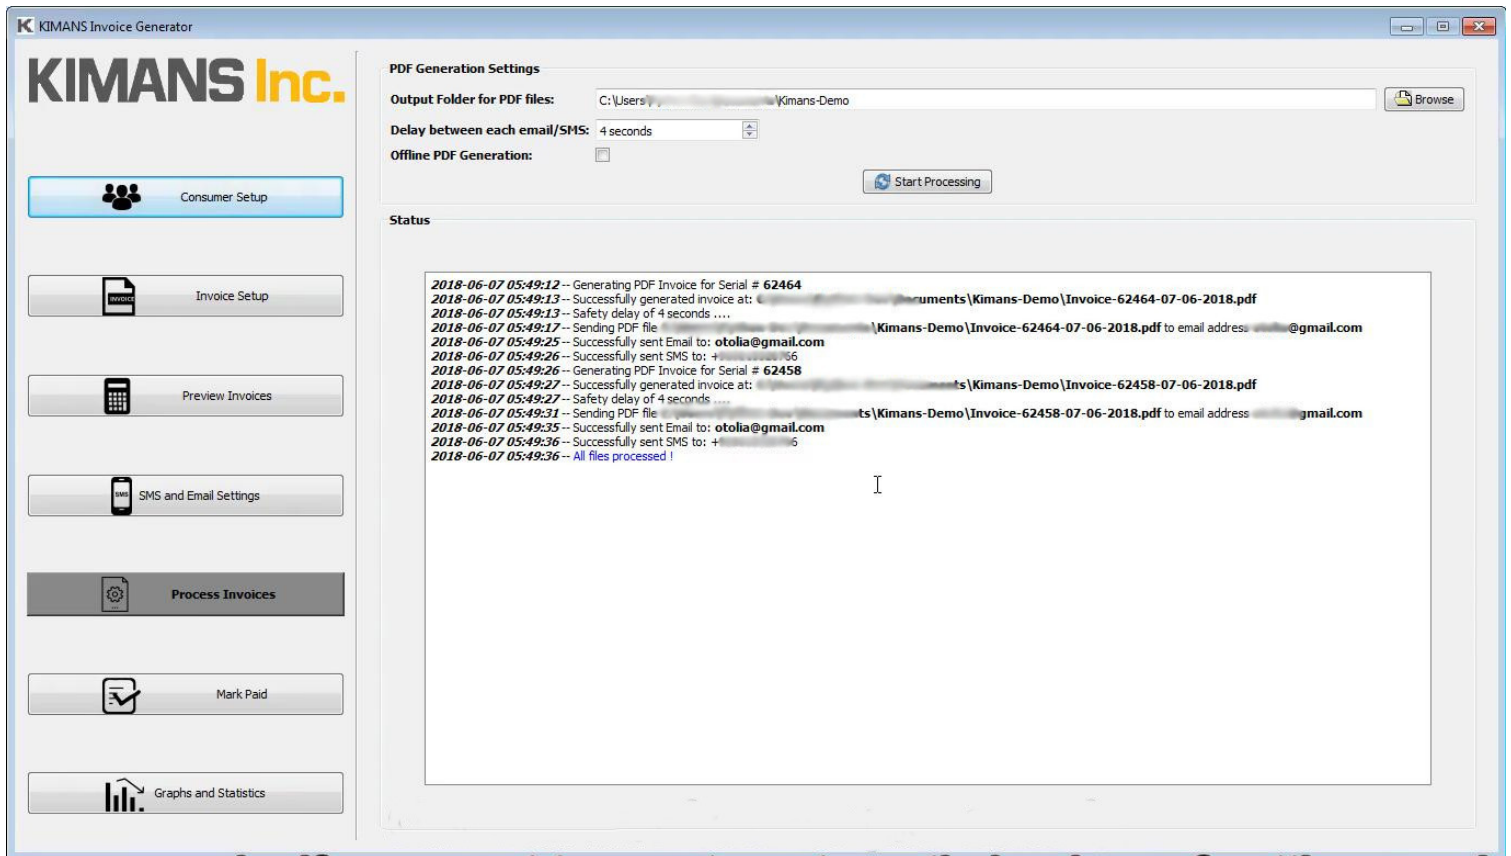 KIMANS Invoice Generator
KIMANS Inc.
Consumer Setup
INVOICE
Invoice Setup
Preview Invoices
SMS
SMS and Email Settings
Process Invoices
Mark Paid
Graphs and Statistics
PDF Generation Settings
Output Folder for PDF files: C:\Users \Kimans-Demo Browse
Delay between each email/SMS: 4 seconds
Offline PDF Generation:
Start Processing
Status
2018-06-07 05:49:12 -- Generating PDF Invoice for Serial # 62464
2018-06-07 05:49:13 -- Successfully generated invoice at: \Kimans-Demo\Invoice-62464-07-06-2018.pdf
2018-06-07 05:49:13 -- Safety delay of 4 seconds ....
2018-06-07 05:49:17 -- Sending PDF file \Kimans-Demo\Invoice-62464-07-06-2018.pdf to email address @gmail.com
2018-06-07 05:49:25 -- Successfully sent Email to: otolia@gmail.com
2018-06-07 05:49:26 -- Successfully sent SMS to: +
2018-06-07 05:49:26 -- Generating PDF Invoice for Serial # 62458
2018-06-07 05:49:27 -- Successfully generated invoice at: \Kimans-Demo\Invoice-62458-07-06-2018.pdf
2018-06-07 05:49:27 -- Safety delay of 4 seconds ....
2018-06-07 05:49:31 -- Sending PDF file \Kimans-Demo\Invoice-62458-07-06-2018.pdf to email address gmail.com
2018-06-07 05:49:35 -- Successfully sent Email to: otolia@gmail.com
2018-06-07 05:49:36 -- Successfully sent SMS to: +
2018-06-07 05:49:36 -- All files processed !